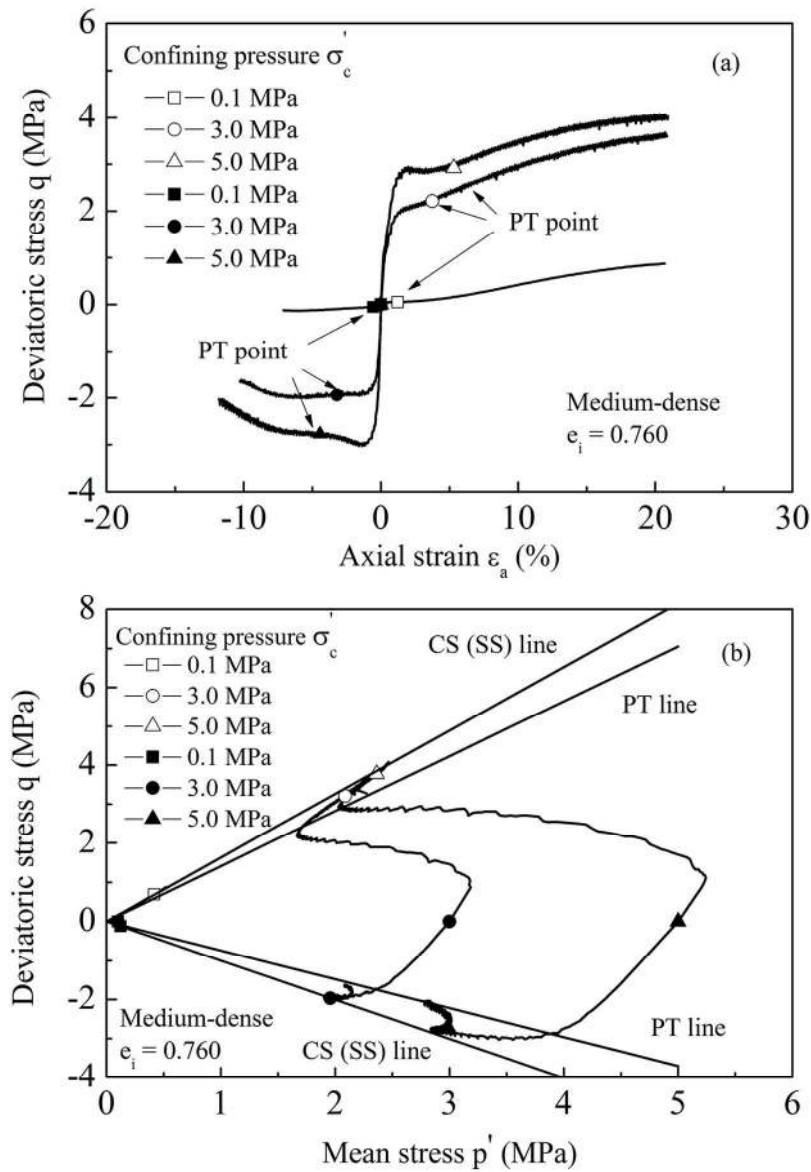 (a)
Confining pressure σ'c
0.1 MPa
3.0 MPa
5.0 MPa
0.1 MPa
3.0 MPa
5.0 MPa
PT point
PT point
Medium-dense
ei = 0.760
Deviatoric stress q (MPa)
6
4
2
0
-2
-4
-20 -10 0 10 20 30
Axial strain εa (%)
(b)
Confining pressure σ'c
0.1 MPa
3.0 MPa
5.0 MPa
0.1 MPa
3.0 MPa
5.0 MPa
CS (SS) line
PT line
PT line
CS (SS) line
Medium-dense
ei = 0.760
Deviatoric stress q (MPa)
8
6
4
2
0
-2
-4
0 1 2 3 4 5 6
Mean stress p' (MPa)